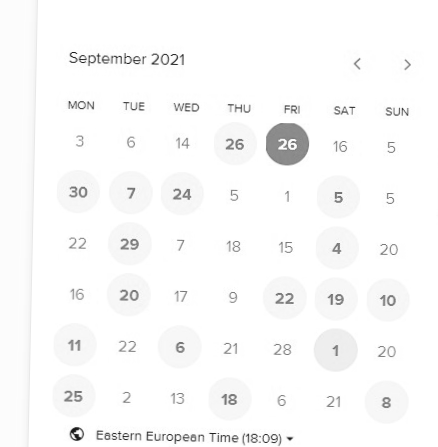 September 2021
MON TUE WED THU FRI SAT SUN
3 6 14 26 26 16 5
30 7 24 5 1 5 5
22 29 7 18 15 4 20
16 20 17 9 22 19 10
11 22 6 21 28 1 20
25 2 13 18 6 21 8
Eastern European Time (18:09)